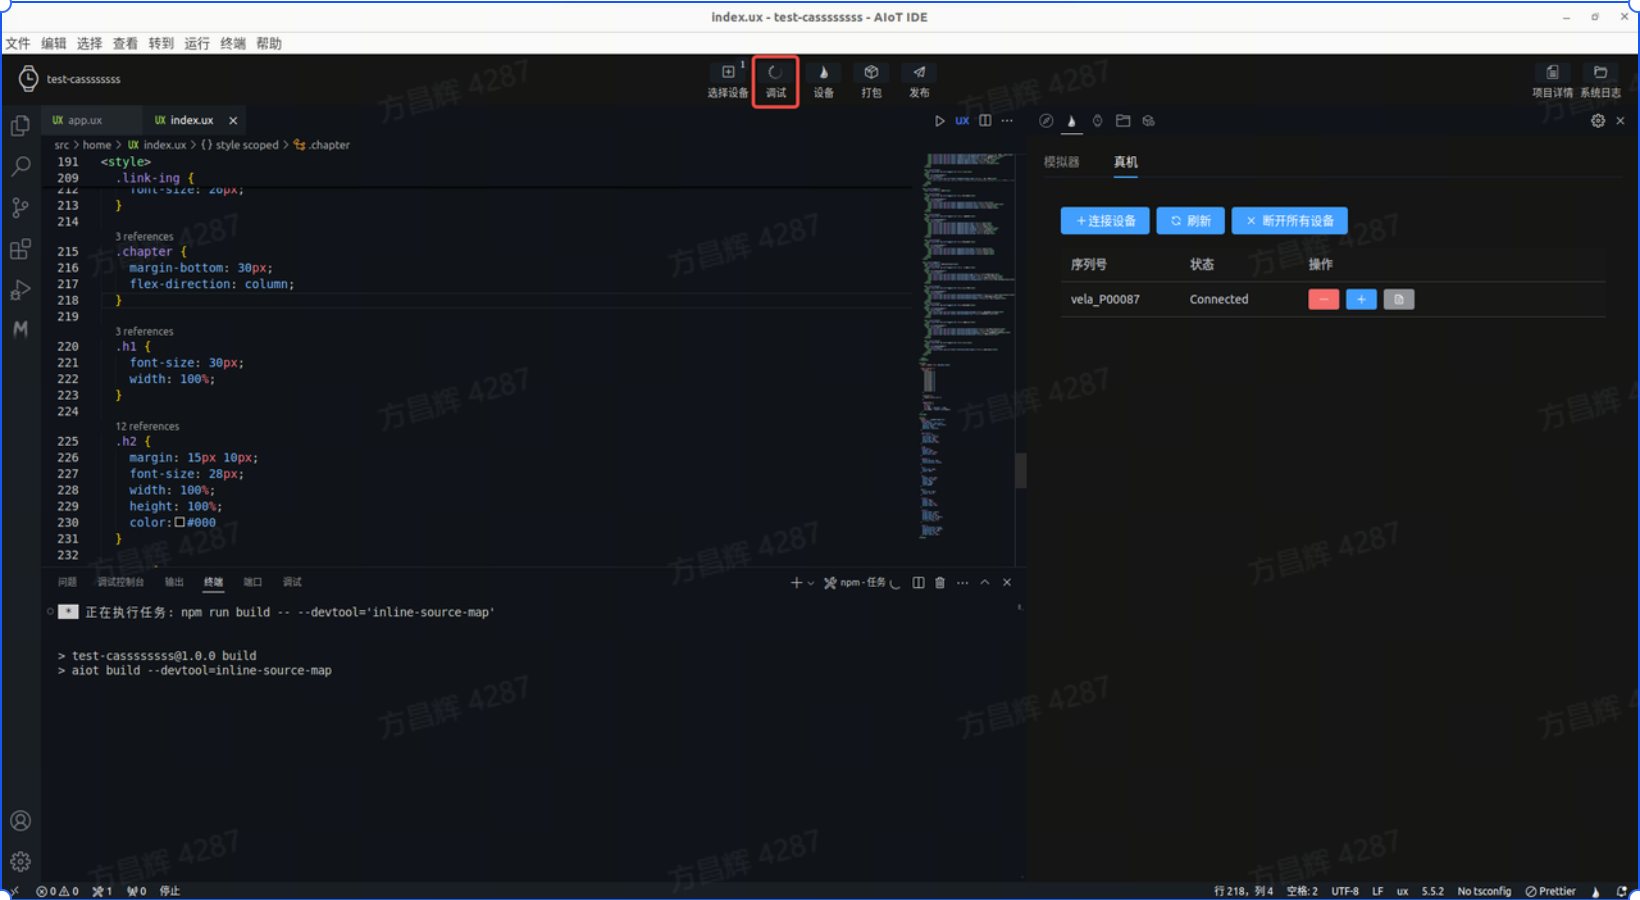 index.ux - test-cassssssss - AIoT IDE
文件 编辑 选择 查看 转到 运行 终端 帮助
test-cassssssss
1
选择设备 调试 设备 打包 发布
项目详情 系统日志
UX app.ux UX index.ux
UX
src > home > UX index.ux > {} style scoped > .chapter
模拟器 真机
191 <style>
209 .link-ing {
212 font-size: 26px;
213 }
214
3 references
215 .chapter {
216 margin-bottom: 30px;
217 flex-direction: column;
218 }
219
3 references
220 .h1 {
221 font-size: 30px;
222 width: 100%;
223 }
224
12 references
225 .h2 {
226 margin: 15px 10px;
227 font-size: 28px;
228 width: 100%;
229 height: 100%;
230 color: #000
231 }
232
+连接设备 刷新 × 断开所有设备
序列号 状态 操作
vela_P00087 Connected
问题 调试控制台 输出 终端 端口 调试
npm - 任务
* 正在执行任务: npm run build -- --devtool='inline-source-map'
> test-cassssssss@1.0.0 build
> aiot build --devtool=inline-source-map
0 0 1 0 停止
行 218, 列 4 空格: 2 UTF-8 LF ux 5.5.2 No tsconfig Prettier
方昌辉 4287